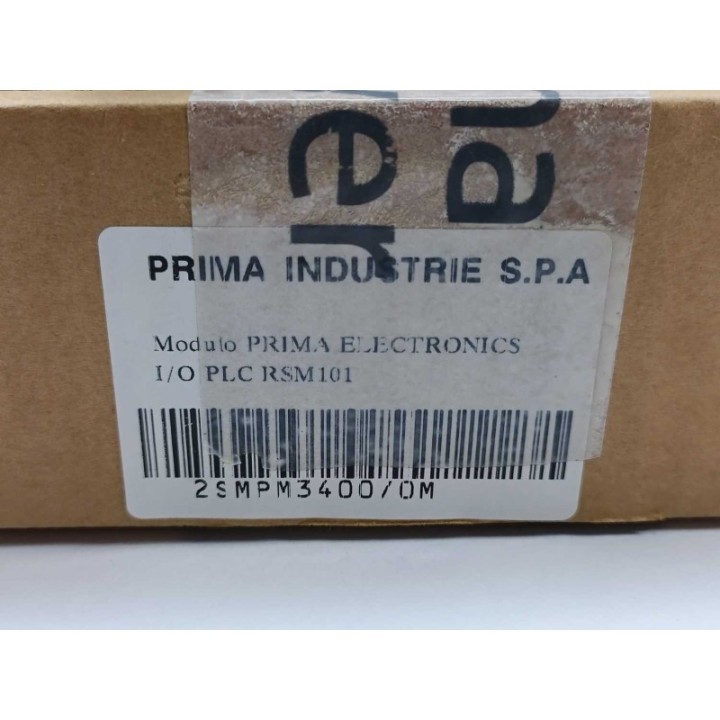 PRIMA INDUSTRIE S.P.A
Modulo PRIMA ELECTRONICS
I/O PLC RSM101
2SMPM3400/0M